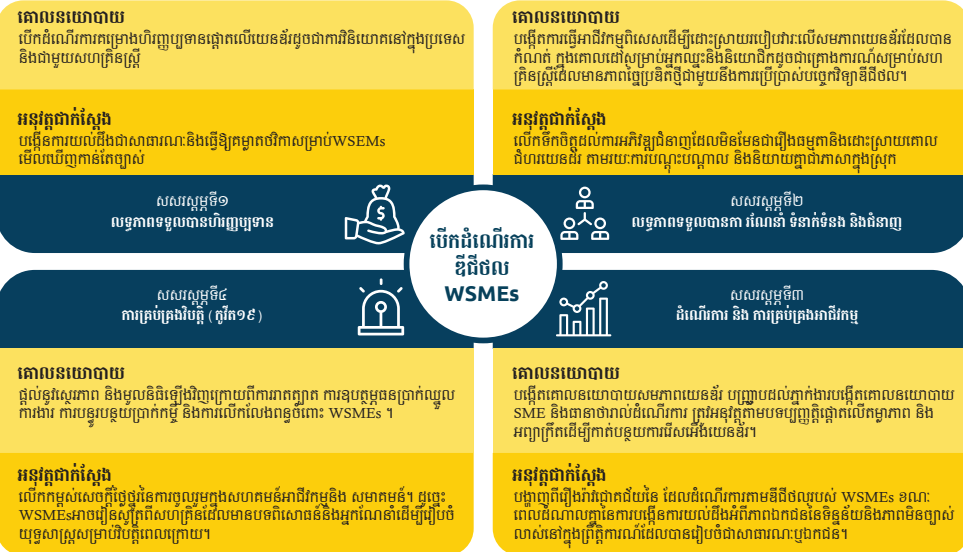 គោលនយោបាយ
បើកដំណើរការគម្រោងហិរញ្ញប្បទានផ្តោតលើយេនឌ័រដូចជាការវិនិយោគនៅក្នុងប្រទេស
និងជាមួយសហគ្រិនស្ត្រី
អនុវត្តជាក់ស្តែង
បង្កើនការយល់ដឹងជាសាធារណៈនិងធ្វើឱ្យគម្លាតថវិកាសម្រាប់WSEMs
មើលឃើញកាន់តែច្បាស់
សសរស្តម្ភទី១
លទ្ធភាពទទួលបានហិរញ្ញប្បទាន
គោលនយោបាយ
បង្កើតការធ្វើអាជីវកម្មពិសេសដើម្បីដោះស្រាយរបៀបវារៈលើសមភាពយេនឌ័រដែលបាន
កំណត់ ក្នុងគោលដៅសម្រាប់អ្នកឈ្នះនិងនិយោជិកដូចជាគ្រោងការណ៍សម្រាប់សហ
គ្រិនស្ត្រីដែលមានភាពច្នៃប្រឌិតថ្មីជាមួយនឹងការប្រើប្រាស់បច្ចេកវិទ្យាឌីជីថល។
អនុវត្តជាក់ស្តែង
លើកទឹកចិត្តដល់ការអភិវឌ្ឍជំនាញដែលមិនមែនជារឿងធម្មតានិងដោះស្រាយគោល
ជំហរយេនឌ័រ តាមរយៈការបណ្តុះបណ្តាល និងនិយាយគ្នាជាភាសាក្នុងស្រុក
សសរស្តម្ភទី២
លទ្ធភាពទទួលបានកា រណែនាំ ទំនាក់ទំនង និងជំនាញ
បើកដំណើរការ
ឌីជីថល
WSMEs
សសរស្តម្ភទី៤
ការគ្រប់គ្រងវិបត្តិ (កូវីត១៩)
គោលនយោបាយ
ផ្តល់នូវស្ថេរភាព និងមូលនិធិឡើងវិញក្រោយពីការរាតត្បាត ការឧបត្ថម្ភធនប្រាក់ឈ្នួល
ការងារ ការបន្ធូរបន្ថយប្រាក់កម្ចី និងការលើកលែងពន្ធចំពោះ WSMEs ។
អនុវត្តជាក់ស្តែង
លើកកម្ពស់សេចក្តីថ្លៃថ្នូរនៃការចូលរួមក្នុងសហគមន៍អាជីវកម្មនិង សមាគមន៍។ ដូច្នេះ
WSMEsអាចរៀនសូត្រពីសហគ្រិនដែលមានបទពិសោធន៍និងអ្នកណែនាំដើម្បីរៀបចំ
យុទ្ធសាស្ត្រសម្រាប់វិបត្តិពេលក្រោយ។
សសរស្តម្ភទី៣
ដំណើរការ និង ការគ្រប់គ្រងអាជីវកម្ម
គោលនយោបាយ
បង្កើតគោលនយោបាយសមភាពយេនឌ័រ បញ្ជ្រាបដល់ភ្នាក់ងារបង្កើតគោលនយោបាយ
SME និងធានាថារាល់ដំណើរការ ត្រូវអនុវត្តតាមបទប្បញ្ញត្តិផ្តោតលើតម្លាភាព និង
អព្យាក្រឹតដើម្បីកាត់បន្ថយការរើសអើងយេនឌ័រ។
អនុវត្តជាក់ស្តែង
បង្ហាញពីរឿងរ៉ាវជោគជ័យនៃ ដែលដំណើរការតាមឌីជីថលរបស់ WSMEs ខណៈ
ពេលដំណាលគ្នានៃការបង្កើនការយល់ដឹងអំពីភាពឯកជននៃទិន្នន័យនិងភាពមិនច្បាស់
លាស់នៅក្នុងព្រឹត្តិការណ៍ដែលបានរៀបចំជាសាធារណៈឬឯកជន។